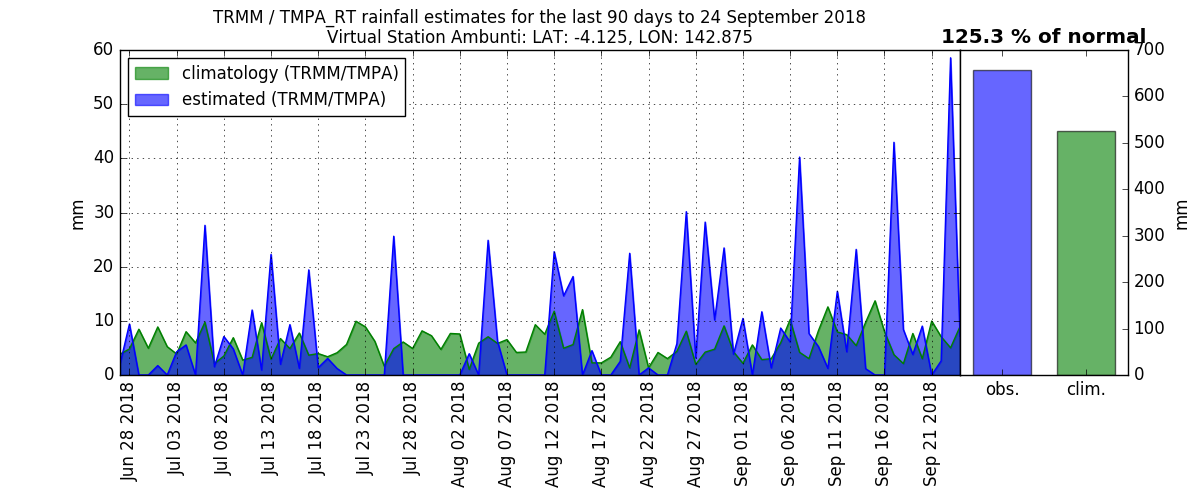 TRMM / TMPA_RT rainfall estimates for the last 90 days to 24 September 2018
Virtual Station Ambunti: LAT: -4.125, LON: 142.875
125.3 % of normal
climatology (TRMM/TMPA)
estimated (TRMM/TMPA)
60
50
40
30
20
10
0
mm
Jun 28 2018
Jul 03 2018
Jul 08 2018
Jul 13 2018
Jul 18 2018
Jul 23 2018
Jul 28 2018
Aug 02 2018
Aug 07 2018
Aug 12 2018
Aug 17 2018
Aug 22 2018
Aug 27 2018
Sep 01 2018
Sep 06 2018
Sep 11 2018
Sep 16 2018
Sep 21 2018
obs.
clim.
700
600
500
400
300
200
100
0
mm